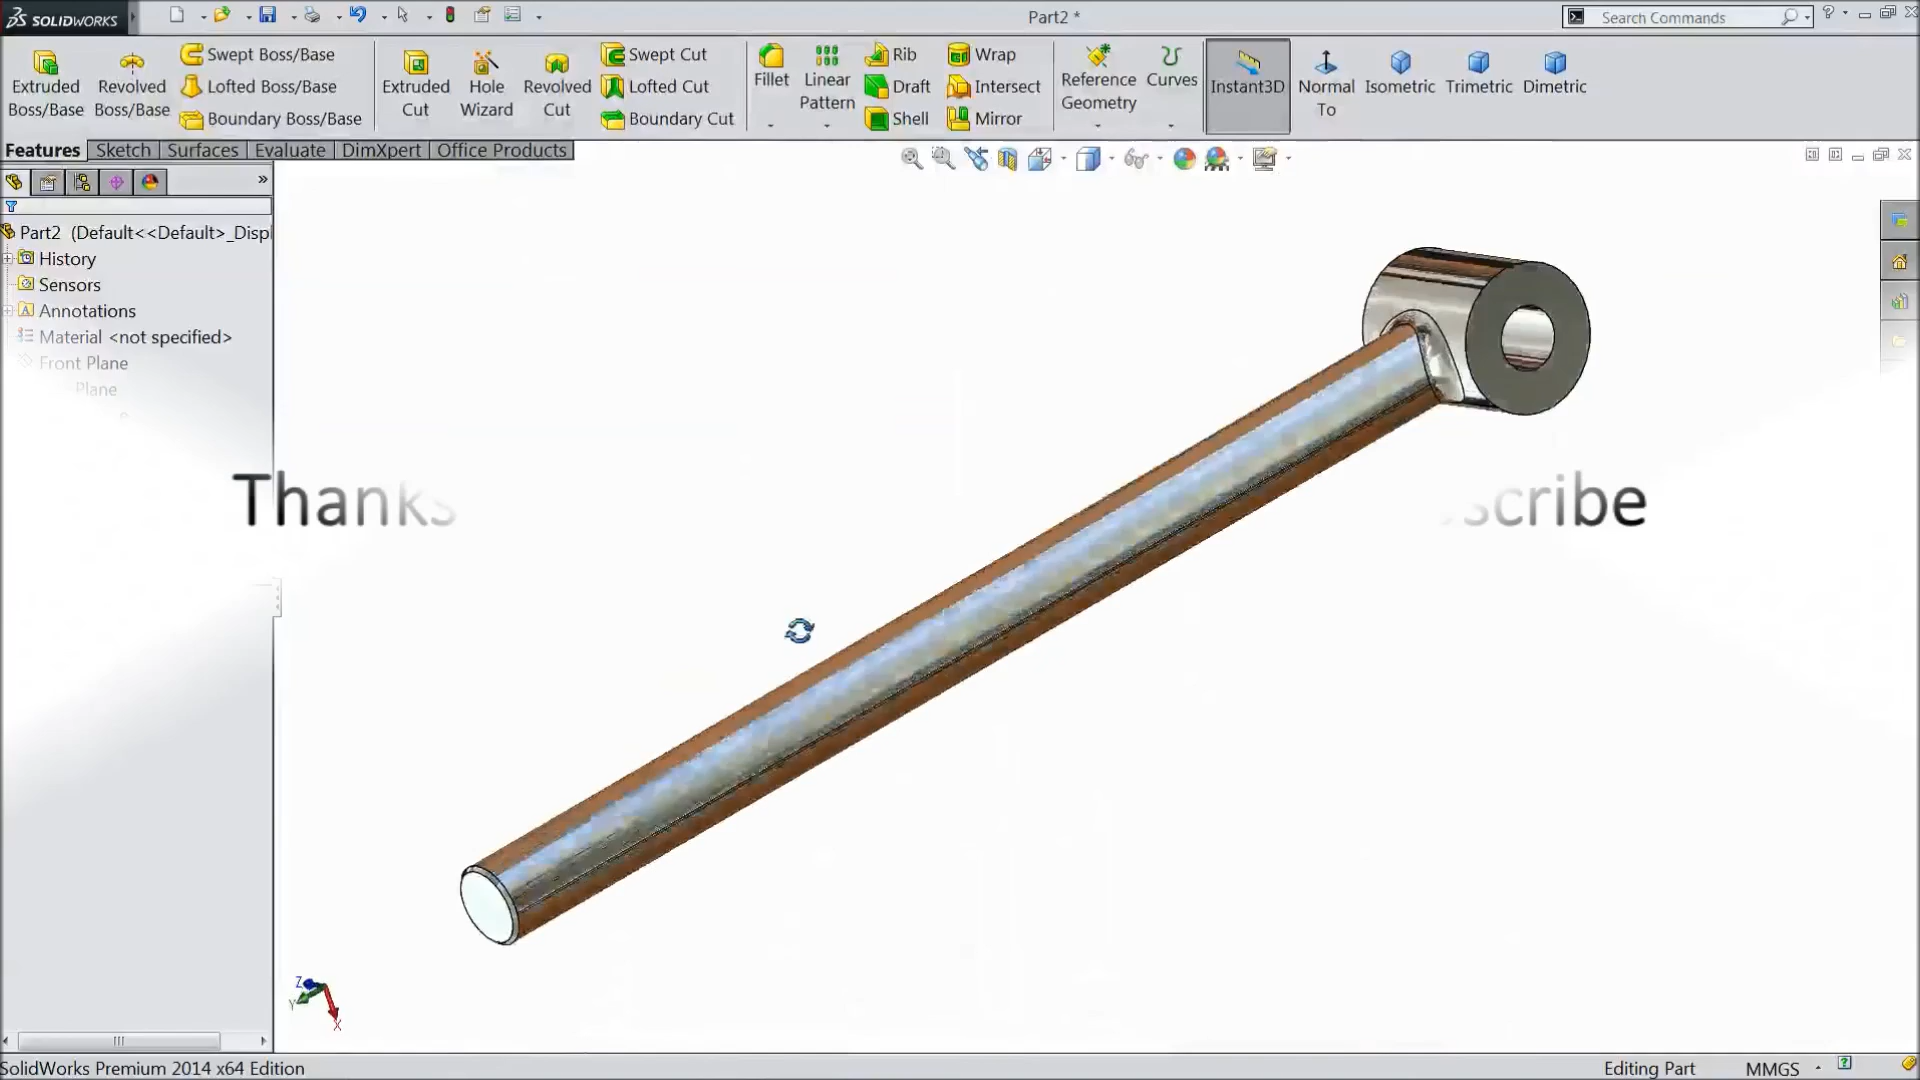 SOLIDWORKS
Part2 *
Search Commands
Extruded Boss/Base
Revolved Boss/Base
Swept Boss/Base
Lofted Boss/Base
Boundary Boss/Base
Extruded Cut
Hole Wizard
Revolved Cut
Swept Cut
Lofted Cut
Boundary Cut
Fillet
Linear Pattern
Rib
Draft
Shell
Wrap
Intersect
Mirror
Reference Geometry
Curves
Instant3D
Normal To
Isometric
Trimetric
Dimetric
Features
Sketch
Surfaces
Evaluate
DimXpert
Office Products
Part2 (Default<<Default>_Displ
History
Sensors
Annotations
Material <not specified>
Front Plane
Plane
Thanks
scribe
Z
Y
X
SolidWorks Premium 2014 x64 Edition
Editing Part
MMGS